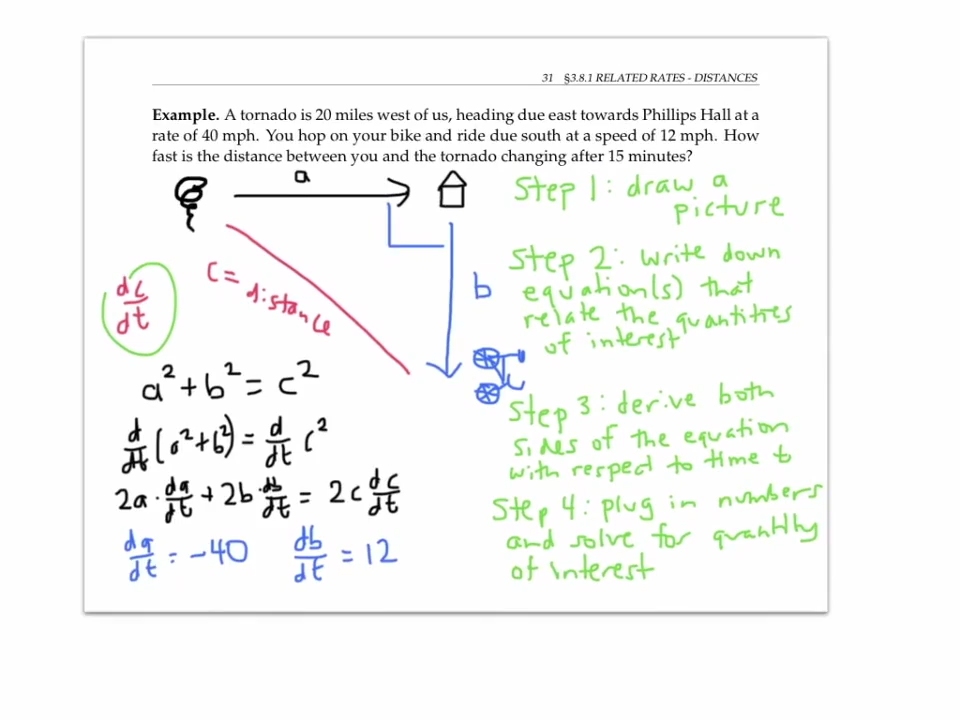 31 §3.8.1 RELATED RATES - DISTANCES
Example. A tornado is 20 miles west of us, heading due east towards Phillips Hall at a
rate of 40 mph. You hop on your bike and ride due south at a speed of 12 mph. How
fast is the distance between you and the tornado changing after 15 minutes?
a
b
c = distance
dc/dt
a² + b² = c²
d/dt (a² + b²) = d/dt c²
2a · da/dt + 2b · db/dt = 2c dc/dt
da/dt = -40 db/dt = 12
Step 1: draw a
picture
Step 2: write down
equation(s) that
relate the quantities
of interest
Step 3: derive both
sides of the equation
with respect to time t
Step 4: plug in numbers
and solve for quantity
of interest